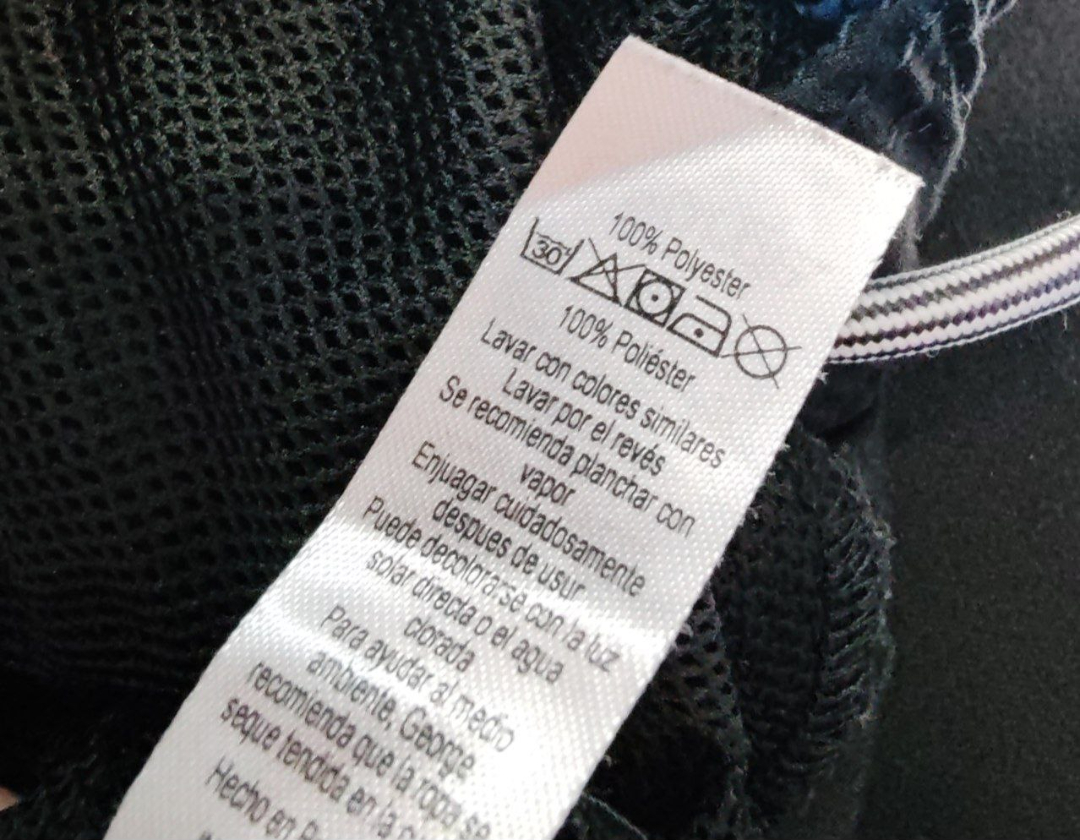 100% Polyester
30°
100% Poliéster
Lavar con colores similares
Lavar por el revés
Se recomienda planchar con
vapor
Enjuagar cuidadosamente
despues de usur
Puede decolorarse con la luz
solar directa o el agua
clorada
Para ayudar al medio
ambiente, George
recomienda que la ropa se
seque tendida en la
Hecho en